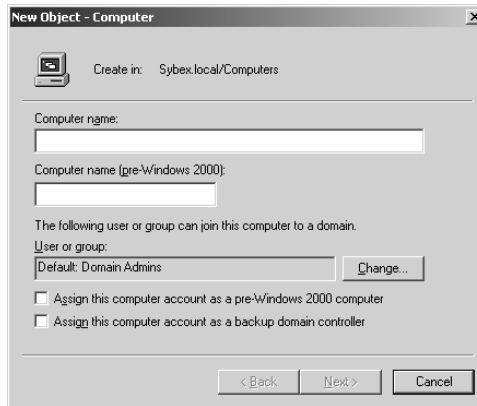 New Object - Computer
Create in: Sybex.local/Computers
Computer name:
Computer name (pre-Windows 2000):
The following user or group can join this computer to a domain.
User or group:
Default: Domain Admins
Change...
Assign this computer account as a pre-Windows 2000 computer
Assign this computer account as a backup domain controller
< Back Next > Cancel